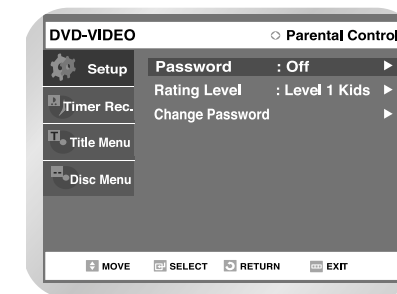 DVD-VIDEO Parental Control
Setup
Password : Off
Rating Level : Level 1 Kids
Change Password
Timer Rec.
Title Menu
Disc Menu
MOVE SELECT RETURN EXIT